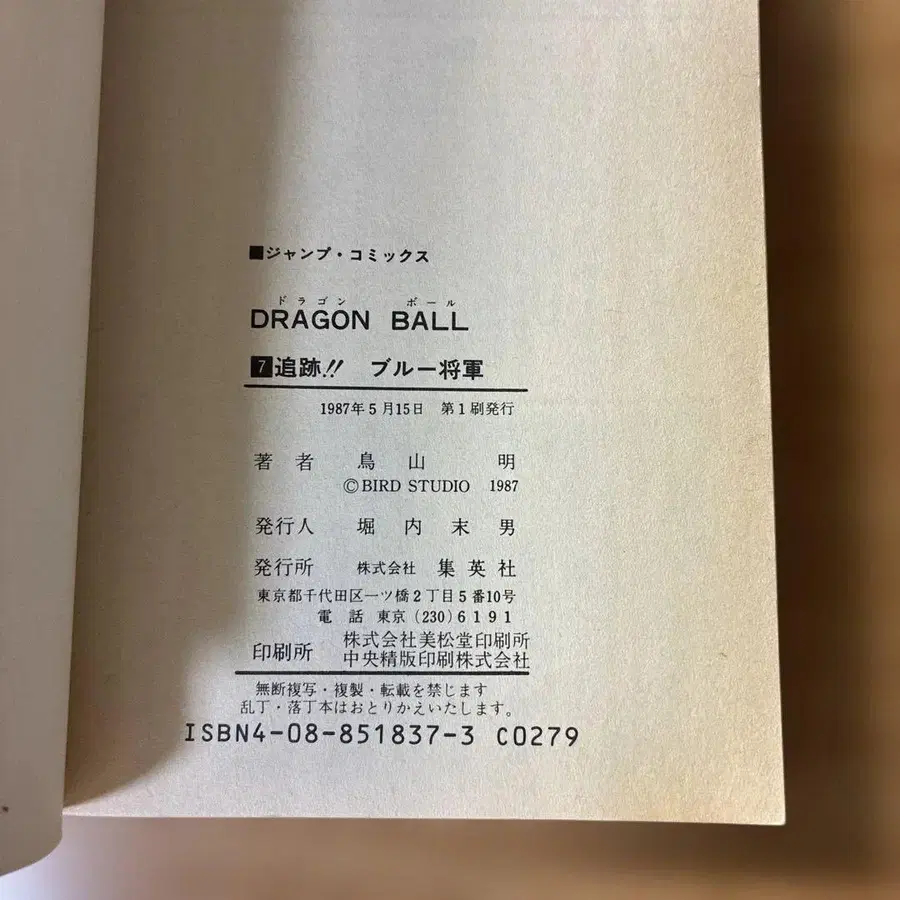 ■ジャンプ・コミックス
ドラゴン ボール
DRAGON BALL
7 追跡!! ブルー将軍
1987年5月15日 第1刷発行
著者 鳥山 明
©BIRD STUDIO 1987
発行人 堀内末男
発行所 株式会社 集英社
東京都千代田区一ツ橋2丁目5番10号
電話 東京(230)6191
印刷所 株式会社美松堂印刷所
中央精版印刷株式会社
無断複写・複製・転載を禁じます
乱丁・落丁本はおとりかえいたします。
ISBN4-08-851837-3 C0279